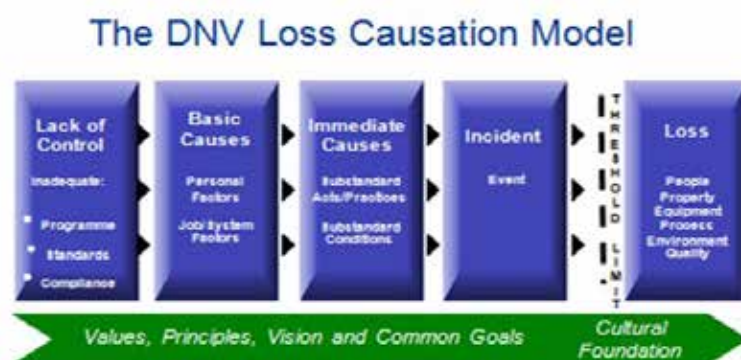 The DNV Loss Causation Model
Lack of
Control
Inadequate:
• Programme
• Standards
• Compliance
Basic
Causes
Personal
Factors
Job/System
Factors
Immediate
Causes
Substandard
Acts/Practices
Substandard
Conditions
Incident
Event
THRESHOLD LIMIT
Loss
People
Property
Equipment
Process
Environment
Quality
Values, Principles, Vision and Common Goals
Cultural
Foundation